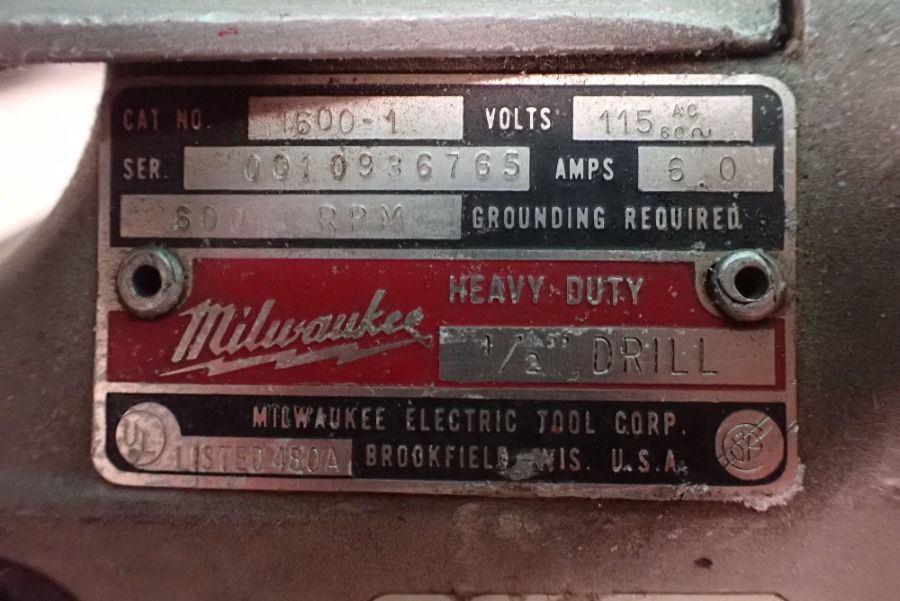 CAT NO. 1600-1 VOLTS 115 AC 60~
SER. 0010936765 AMPS 6.0
600 RPM GROUNDING REQUIRED
HEAVY DUTY
Milwaukee
1/2" DRILL
MILWAUKEE ELECTRIC TOOL CORP.
UL LISTED 480A BROOKFIELD, WIS. U.S.A.